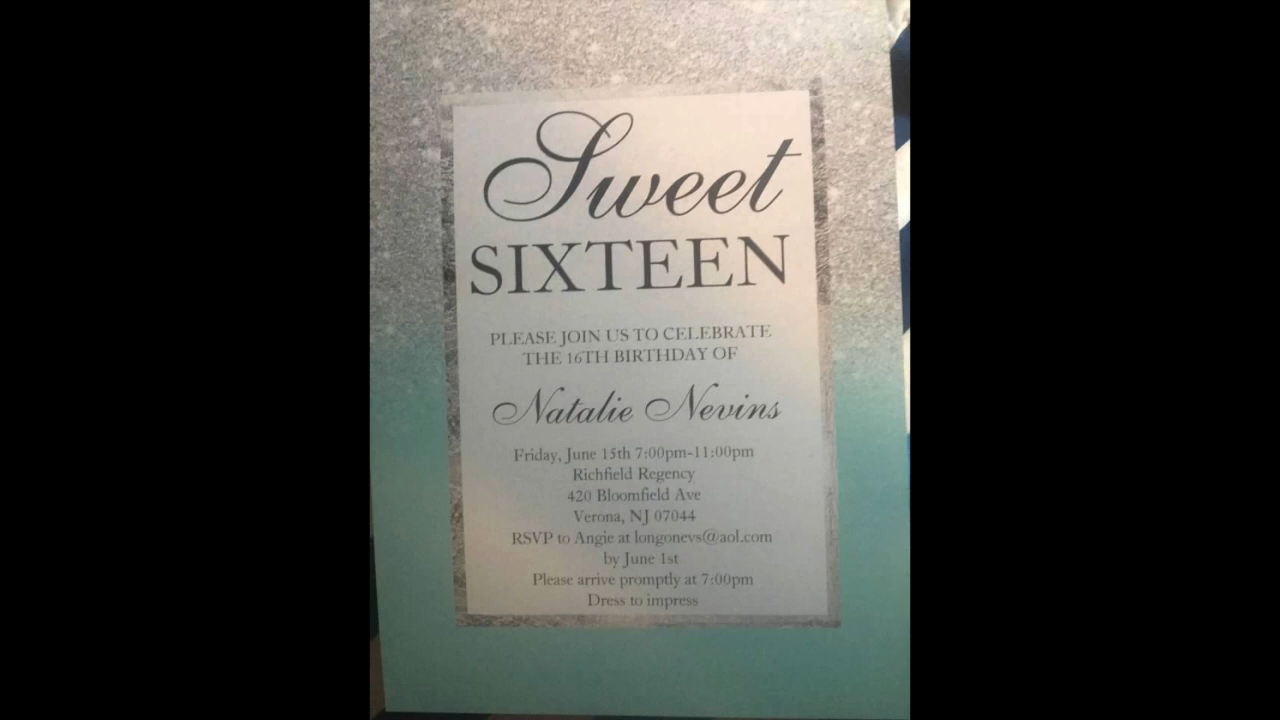 Sweet
SIXTEEN
PLEASE JOIN US TO CELEBRATE
THE 16TH BIRTHDAY OF
Natalie Nevins
Friday, June 15th 7:00pm-11:00pm
Richfield Regency
420 Bloomfield Ave
Verona, NJ 07044
RSVP to Angie at longonevs@aol.com
by June 1st
Please arrive promptly at 7:00pm
Dress to impress